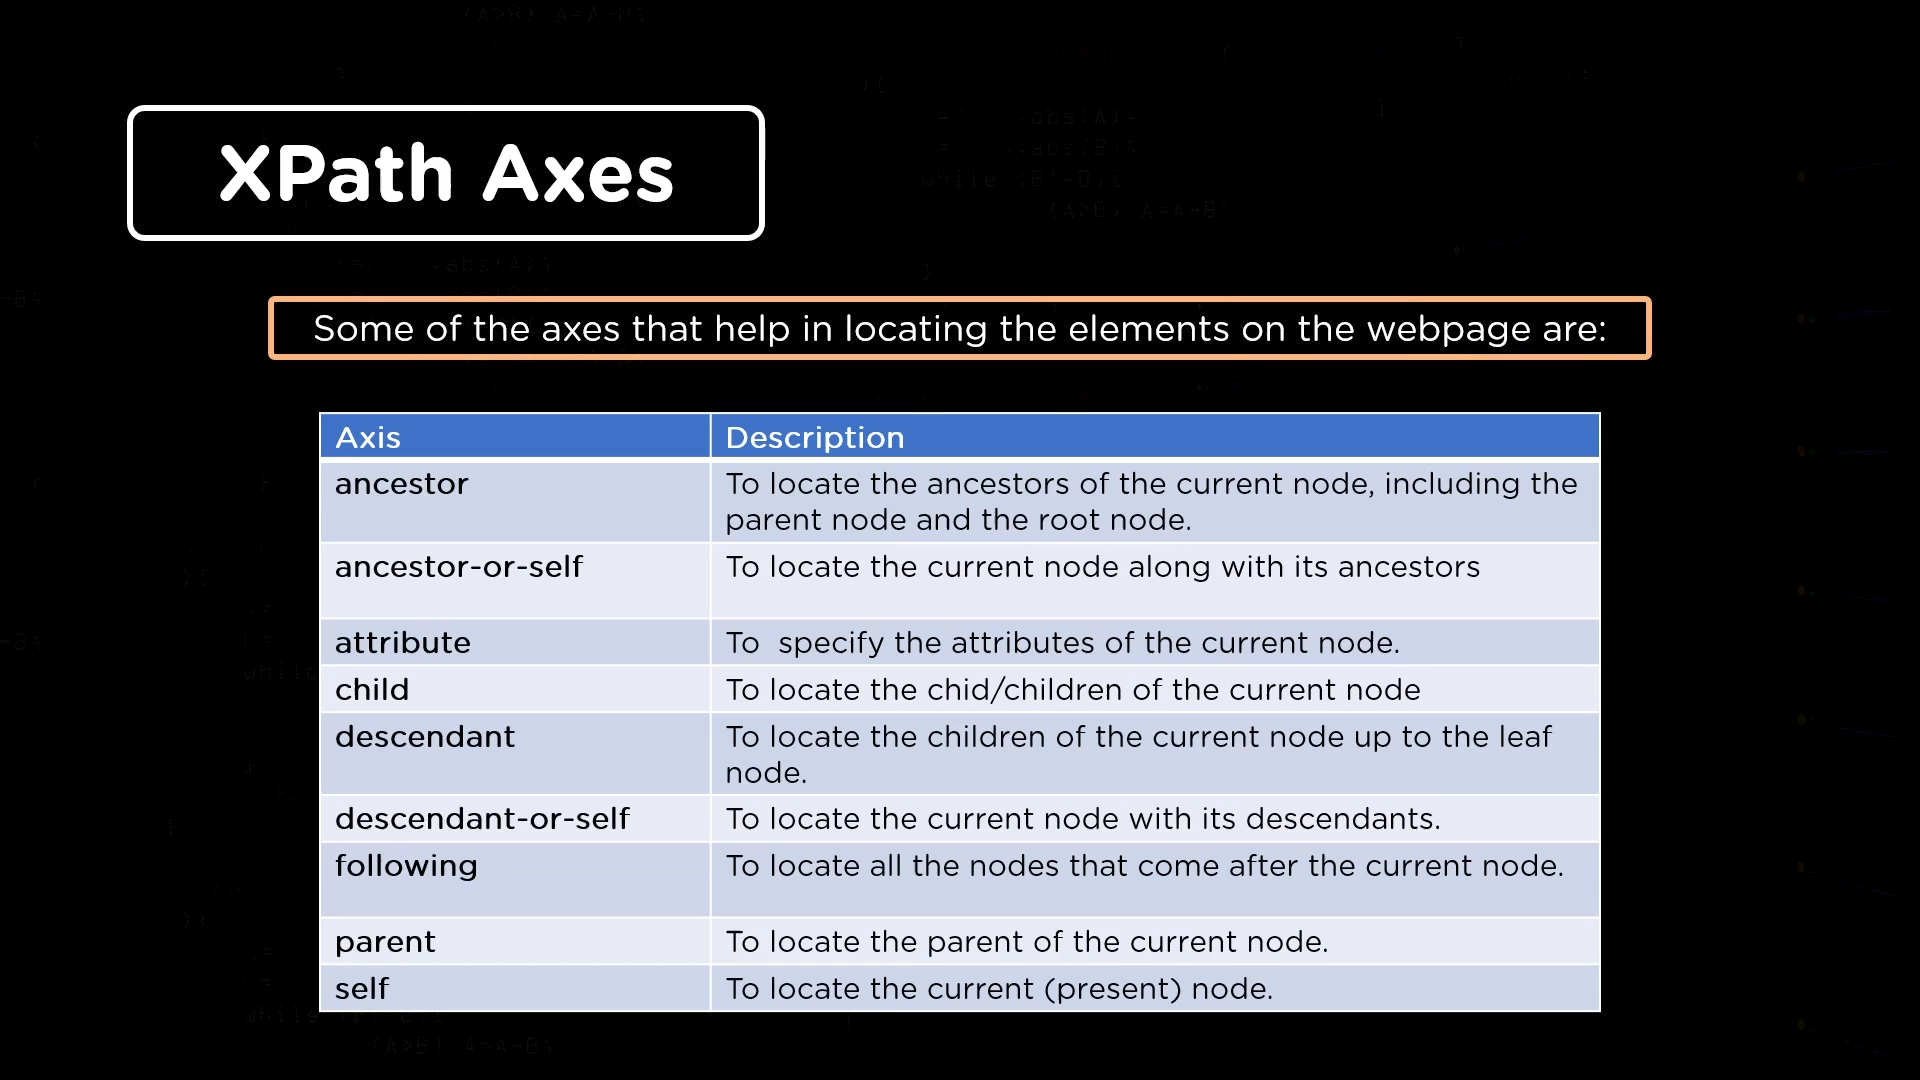 XPath Axes
Some of the axes that help in locating the elements on the webpage are:
Axis Description
ancestor To locate the ancestors of the current node, including the
parent node and the root node.
ancestor-or-self To locate the current node along with its ancestors
attribute To  specify the attributes of the current node.
child To locate the chid/children of the current node
descendant To locate the children of the current node up to the leaf
node.
descendant-or-self To locate the current node with its descendants.
following To locate all the nodes that come after the current node.
parent To locate the parent of the current node.
self To locate the current (present) node.